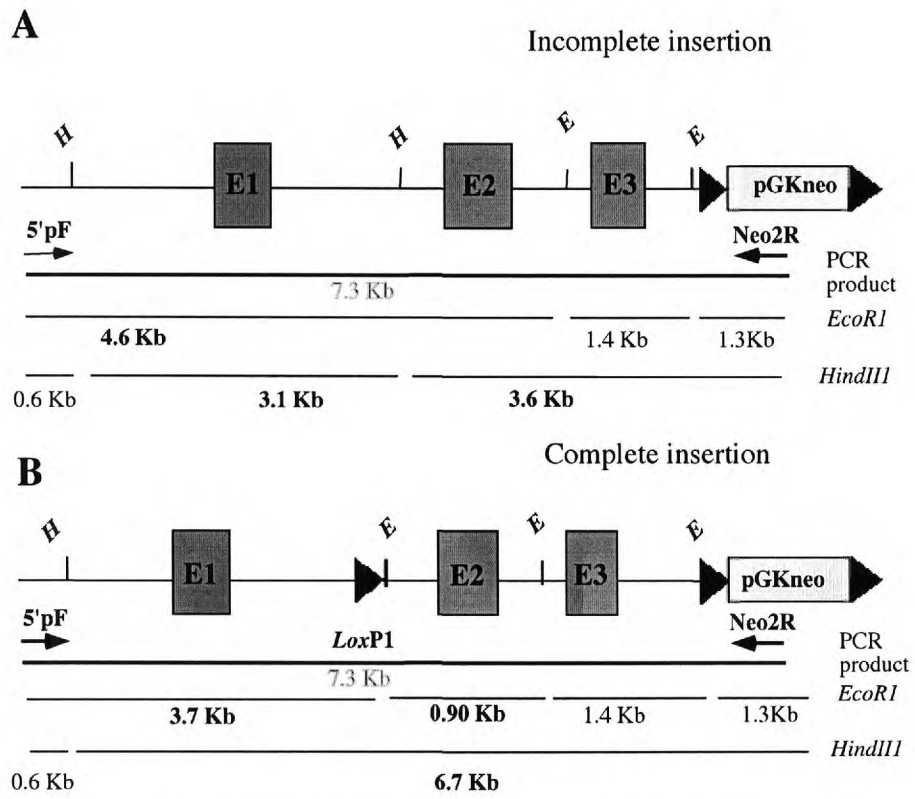 A
Incomplete insertion
H H E E
E1 E2 E3 pGKneo
5'pF Neo2R
PCR
product
7.3 Kb
EcoR1
4.6 Kb 1.4 Kb 1.3Kb
HindII1
0.6 Kb 3.1 Kb 3.6 Kb
B
Complete insertion
H E E E
E1 E2 E3 pGKneo
5'pF LoxP1 Neo2R
PCR
product
7.3 Kb
EcoR1
3.7 Kb 0.90 Kb 1.4 Kb 1.3Kb
HindII1
0.6 Kb 6.7 Kb